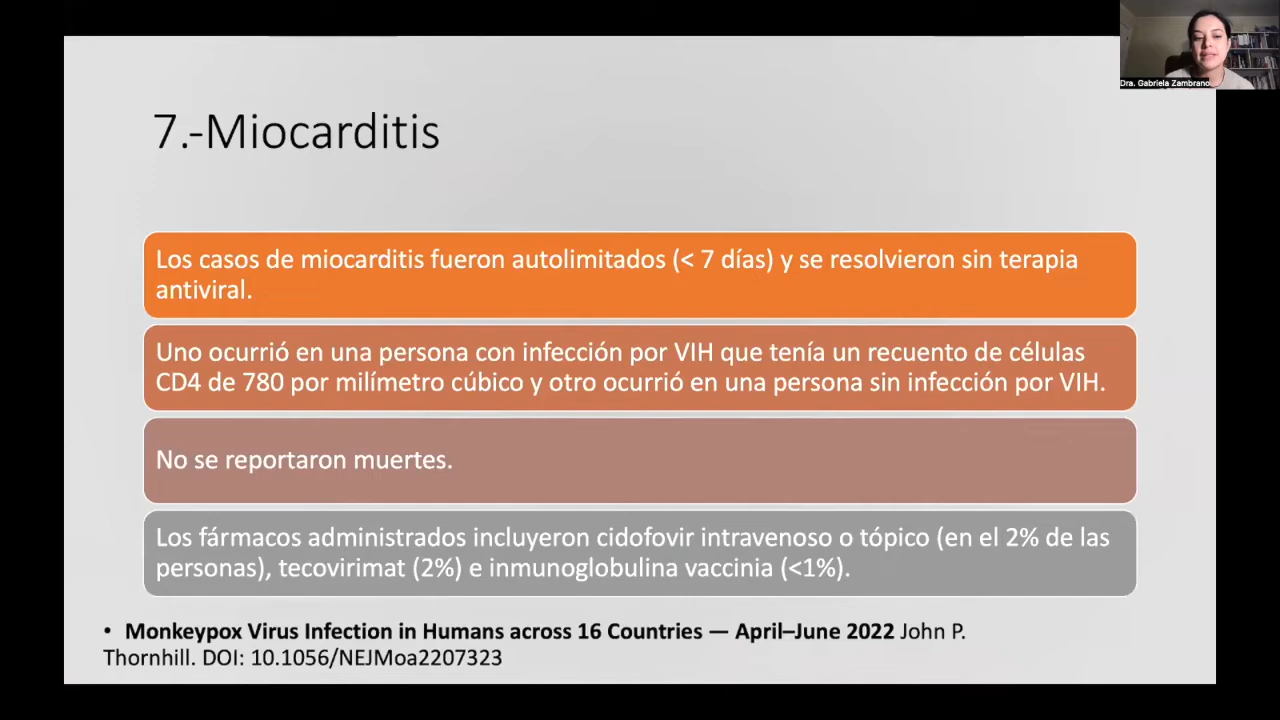 Dra. Gabriela Zambrano
7.-Miocarditis
Los casos de miocarditis fueron autolimitados (< 7 días) y se resolvieron sin terapia
antiviral.
Uno ocurrió en una persona con infección por VIH que tenía un recuento de células
CD4 de 780 por milímetro cúbico y otro ocurrió en una persona sin infección por VIH.
No se reportaron muertes.
Los fármacos administrados incluyeron cidofovir intravenoso o tópico (en el 2% de las
personas), tecovirimat (2%) e inmunoglobulina vaccinia (<1%).
• Monkeypox Virus Infection in Humans across 16 Countries — April–June 2022 John P.
Thornhill. DOI: 10.1056/NEJMoa2207323